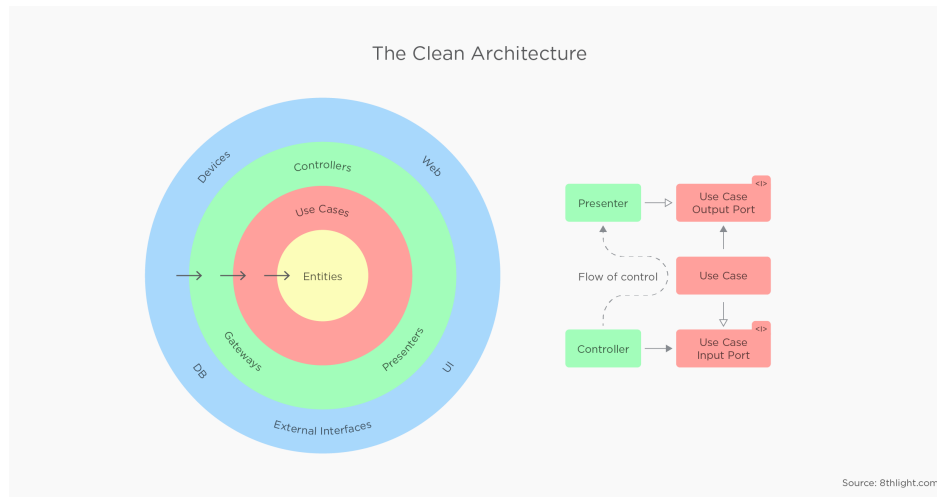 The Clean Architecture
Devices
Web
Controllers
Use Cases
Entities
Gateways
Presenters
DB
UI
External Interfaces
Presenter
<I>
Use Case
Output Port
Flow of control
Use Case
Controller
<I>
Use Case
Input Port
Source: 8thlight.com